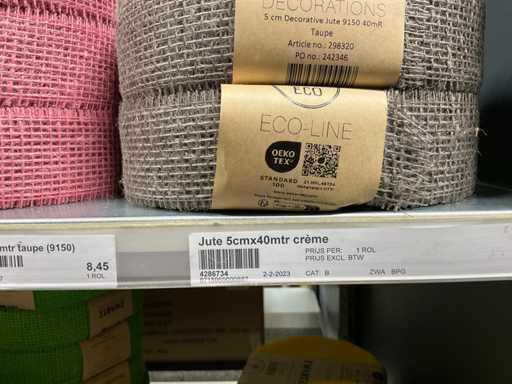 DECORATIONS
5 cm Decorative Jute 9150 40mR
Taupe
Article no.: 298320
PO no.: 242346
ECO
ECO-LINE
OEKO
TEX
STANDARD
100
mtr taupe (9150)
8,45
1 ROL
Jute 5cmx40mtr crème
4286734
2-2-2023
PRIJS PER: 1 ROL
PRIJS EXCL. BTW
CAT: B ZWA BPG